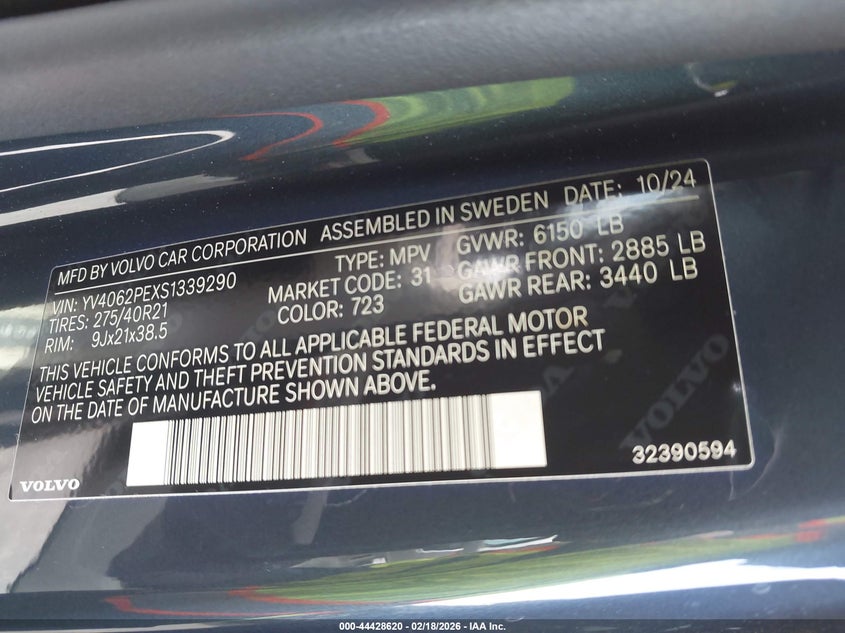 MFD BY VOLVO CAR CORPORATION ASSEMBLED IN SWEDEN DATE: 10/24
VIN: YV4062PEXS1339290 TYPE: MPV GVWR: 6150 LB
TIRES: 275/40R21 MARKET CODE: 31 GAWR FRONT: 2885 LB
RIM: 9Jx21x38.5 COLOR: 723 GAWR REAR: 3440 LB
THIS VEHICLE CONFORMS TO ALL APPLICABLE FEDERAL MOTOR
VEHICLE SAFETY AND THEFT PREVENTION STANDARDS IN EFFECT
ON THE DATE OF MANUFACTURE SHOWN ABOVE.
VOLVO
VOLVO
32390594
000-44428620 - 02/18/2026 - IAA Inc.